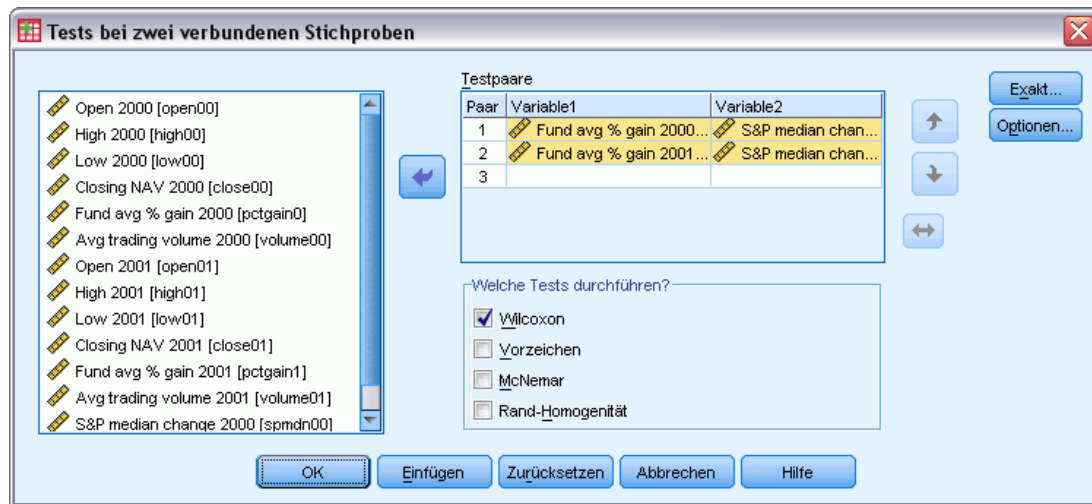 Tests bei zwei verbundenen Stichproben
Open 2000 [open00]
High 2000 [high00]
Low 2000 [low00]
Closing NAV 2000 [close00]
Fund avg % gain 2000 [pctgain0]
Avg trading volume 2000 [volume00]
Open 2001 [open01]
High 2001 [high01]
Low 2001 [low01]
Closing NAV 2001 [close01]
Fund avg % gain 2001 [pctgain1]
Avg trading volume 2001 [volume01]
S&P median change 2000 [spmdn00]
Testpaare
Paar Variable1 Variable2
1 Fund avg % gain 2000... S&P median chan...
2 Fund avg % gain 2001... S&P median chan...
3
Exakt...
Optionen...
Welche Tests durchführen?
Wilcoxon
Vorzeichen
McNemar
Rand-Homogenität
OK Einfügen Zurücksetzen Abbrechen Hilfe